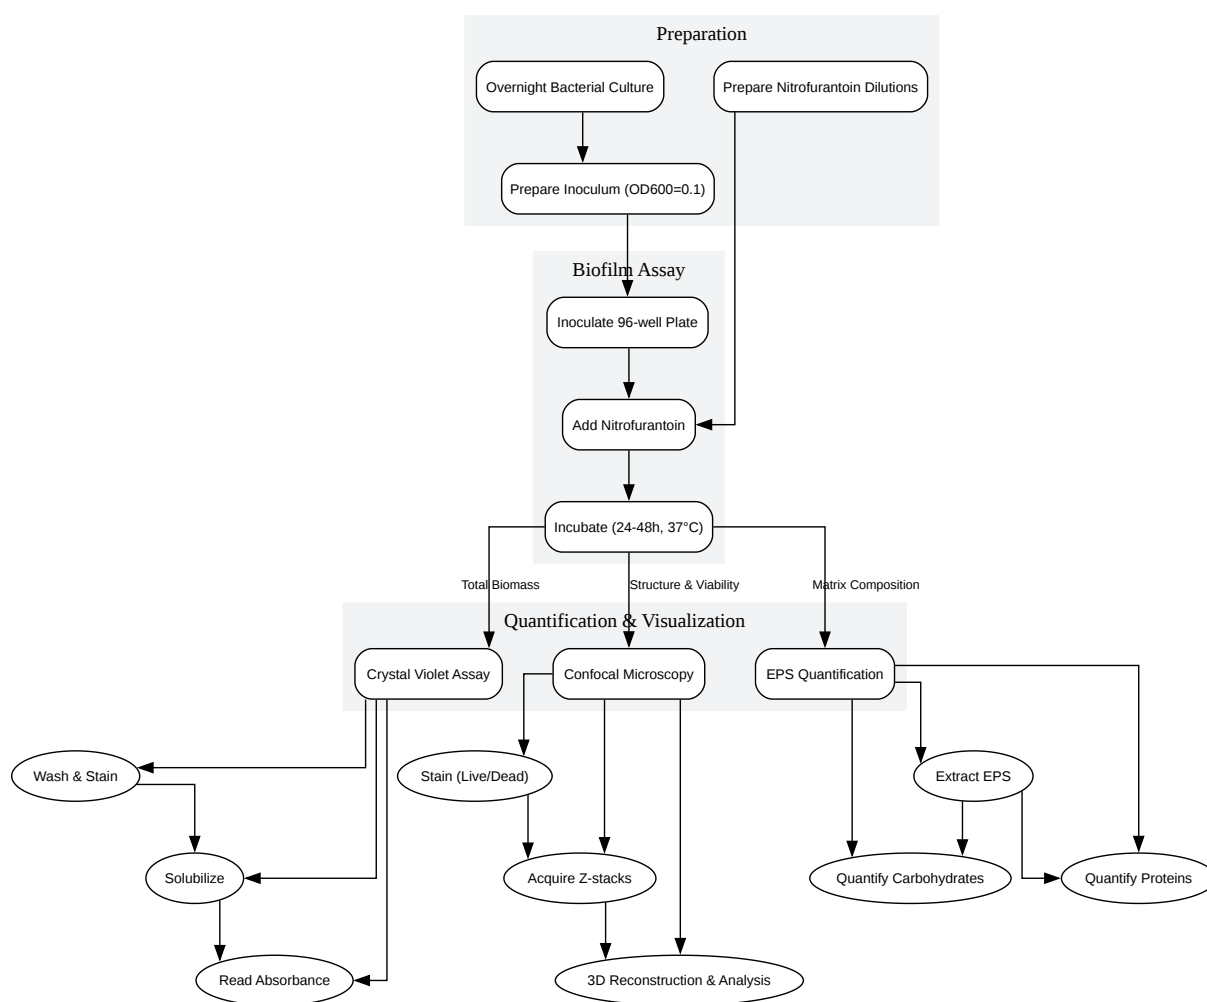 Preparation
Overnight Bacterial Culture
Prepare Nitrofurantoin Dilutions
Prepare Inoculum (OD600=0.1)
Biofilm Assay
Inoculate 96-well Plate
Add Nitrofurantoin
Incubate (24-48h, 37°C)
Total Biomass
Structure & Viability
Matrix Composition
Quantification & Visualization
Crystal Violet Assay
Confocal Microscopy
EPS Quantification
Wash & Stain
Stain (Live/Dead)
Extract EPS
Solubilize
Acquire Z-stacks
Quantify Carbohydrates
Quantify Proteins
Read Absorbance
3D Reconstruction & Analysis